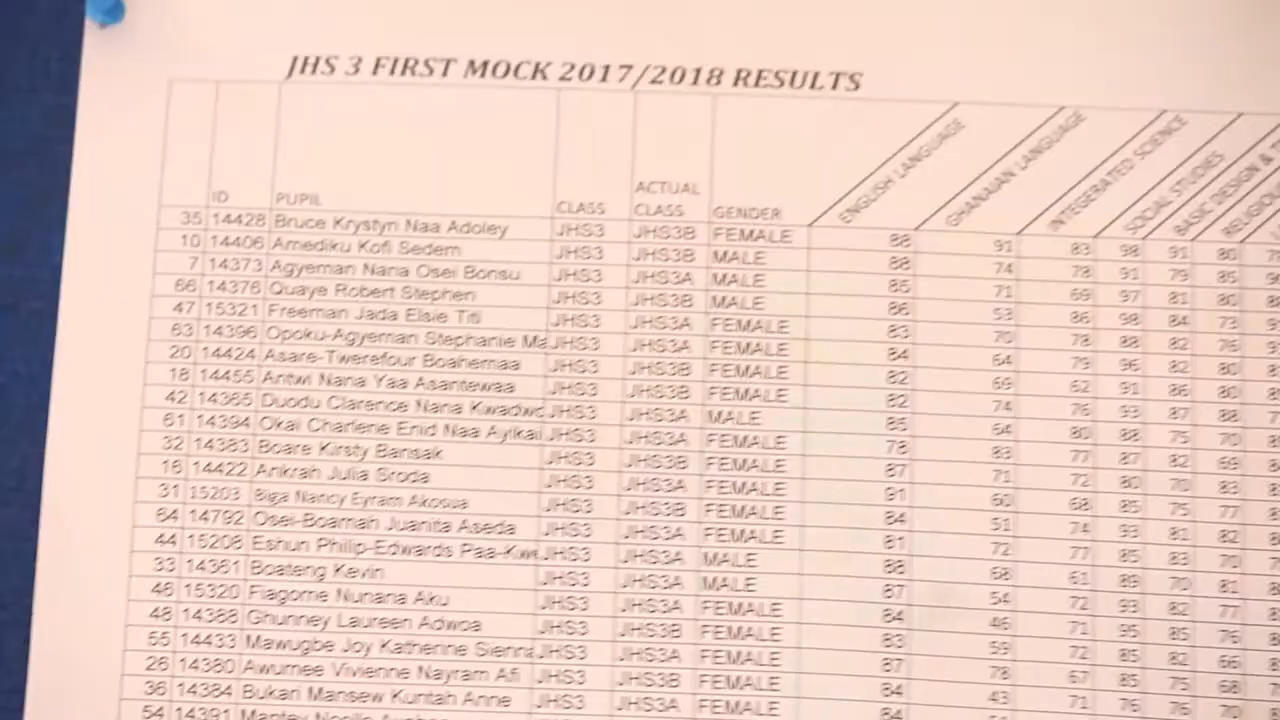 JHS 3 FIRST MOCK 2017/2018 RESULTS
ID PUPIL CLASS ACTUAL CLASS GENDER ENGLISH LANGUAGE GHANAIAN LANGUAGE INTEGERATED SCIENCE SOCIAL STUDIES BASIC DESIGN &
35 14428 Bruce Krystyn Naa Adoley JHS3 JHS3B FEMALE 88 91 83 98 91 80
10 14406 Amediku Kofi Sedem JHS3 JHS3B MALE 88 74 78 91 79 85
7 14373 Agyeman Nana Osei Bonsu JHS3 JHS3A MALE 85 71 69 97 81 80
66 14376 Quaye Robert Stephen JHS3 JHS3B MALE 86 53 86 98 84 73
47 15321 Freeman Jada Elsie Titi JHS3 JHS3A FEMALE 83 70 78 88 82 76
63 14396 Opoku-Agyeman Stephanie Ma JHS3 JHS3A FEMALE 84 64 79 96 82 80
20 14424 Asare-Twerefour Boahemaa JHS3 JHS3B FEMALE 82 69 62 91 86 80
18 14455 Antwi Nana Yaa Asantewaa JHS3 JHS3B FEMALE 82 74 76 93 87 88
42 14365 Duodu Clarence Nana Kwadwo JHS3 JHS3A MALE 85 64 80 88 75 70
61 14394 Okai Charlene Enid Naa Ayikai JHS3 JHS3A FEMALE 78 83 77 87 82 69
32 14383 Boare Kirsty Bansak JHS3 JHS3B FEMALE 87 71 72 80 70 83
16 14422 Ankrah Julia Sroda JHS3 JHS3A FEMALE 91 60 68 85 75 77
31 15203 Biga Nancy Eyram Akosua JHS3 JHS3B FEMALE 84 51 74 93 81 82
64 14792 Osei-Boamah Juanita Aseda JHS3 JHS3A FEMALE 81 72 77 85 83 70
44 15206 Eshun Philip-Edwards Paa-Kwe JHS3 JHS3A MALE 88 68 61 89 70 81
33 14361 Boateng Kevin JHS3 JHS3A MALE 87 54 72 93 82 77
46 15320 Fiagome Nunana Aku JHS3 JHS3A FEMALE 84 46 71 95 85 76
48 14388 Ghunney Laureen Adwoa JHS3 JHS3B FEMALE 83 59 72 85 82 66
55 14433 Mawugbe Joy Katherine Sienna JHS3 JHS3A FEMALE 87 78 67 85 75 68
26 14380 Awumee Vivienne Nayram Afi JHS3 JHS3B FEMALE 84 43 71 76 76 70
36 14384 Bukari Mansew Kuntah Anne JHS3 JHS3A FEMALE 84
54 14391